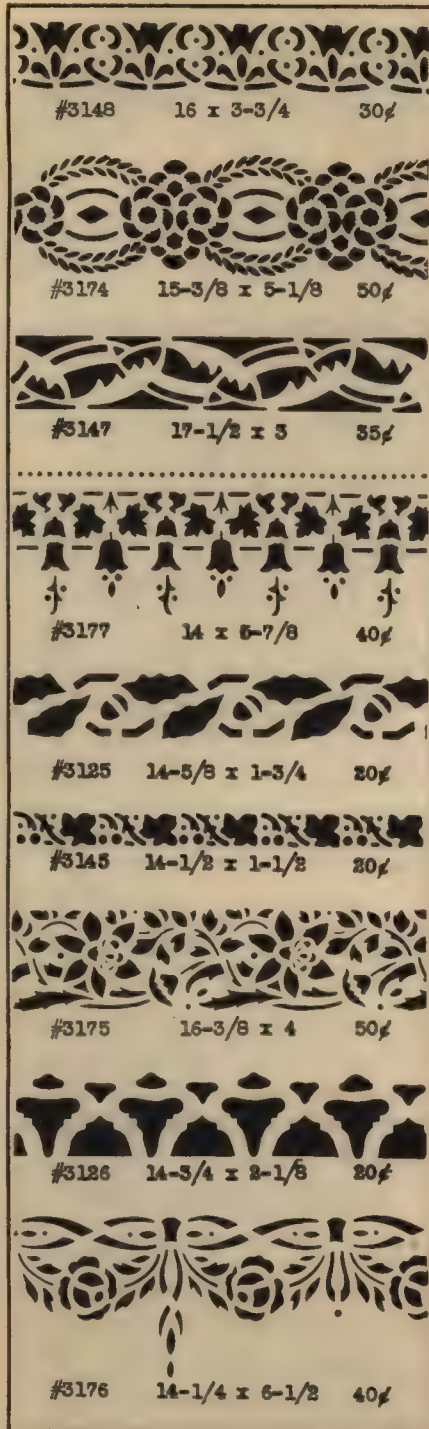 #3148 16 x 3-3/4 30¢
#3174 15-3/8 x 5-1/8 50¢
#3147 17-1/2 x 3 35¢
#3177 14 x 5-7/8 40¢
#3125 14-5/8 x 1-3/4 20¢
#3145 14-1/2 x 1-1/2 20¢
#3175 16-3/8 x 4 50¢
#3126 14-3/4 x 2-1/8 20¢
#3176 14-1/4 x 6-1/2 40¢